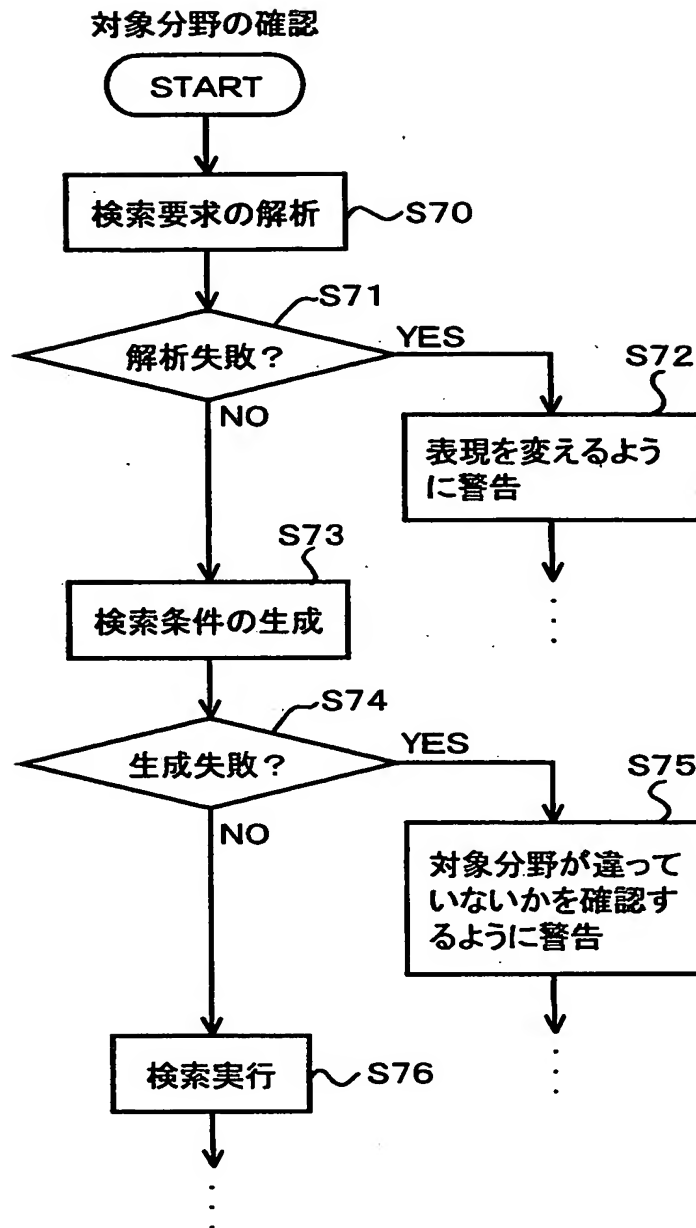 対象分野の確認
START
検索要求の解析
S70
S71
解析失敗?
YES
NO
S72
表現を変えるよう
に警告
S73
検索条件の生成
S74
生成失敗?
YES
NO
S75
対象分野が違って
いないかを確認す
るように警告
検索実行
S76